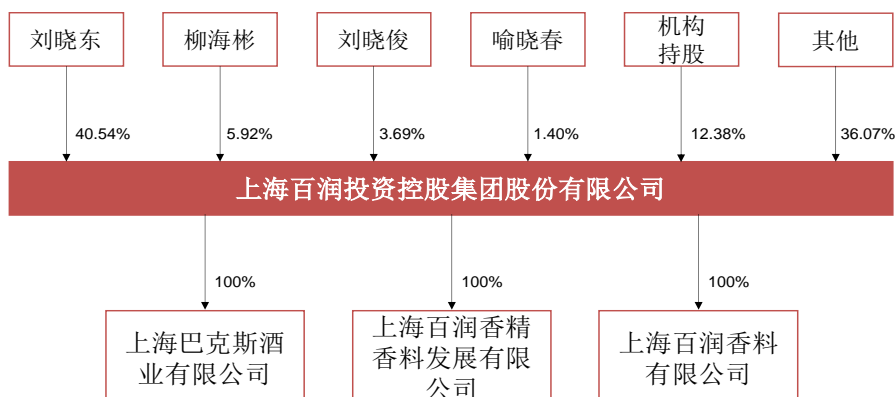 刘晓东
柳海彬
刘晓俊
喻晓春
机构
持股
其他
40.54%
5.92%
3.69%
1.40%
12.38%
36.07%
上海百润投资控股集团股份有限公司
100%
100%
100%
上海巴克斯酒
业有限公司
上海百润香精
香料发展有限
公司
上海百润香料
有限公司